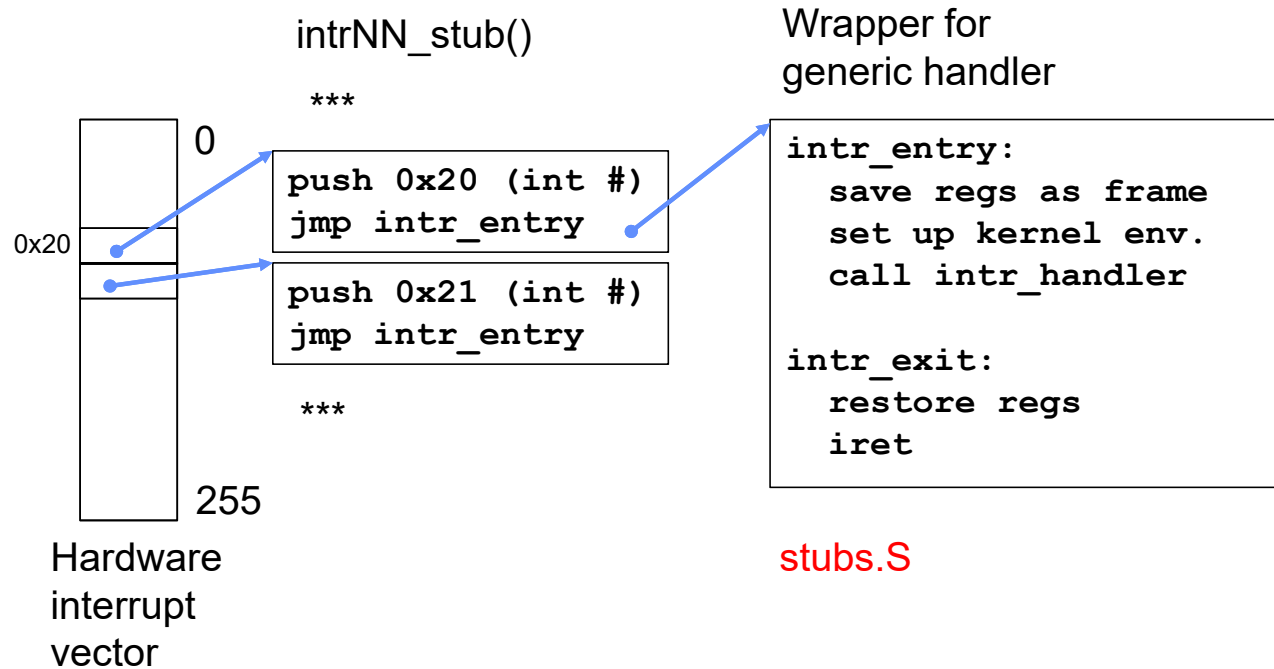 intrNN_stub()
Wrapper for
generic handler
***
0
0x20
255
Hardware
interrupt
vector
push 0x20 (int #)
jmp intr_entry
push 0x21 (int #)
jmp intr_entry
***
intr_entry:
save regs as frame
set up kernel env.
call intr_handler
intr_exit:
restore regs
iret
stubs.S